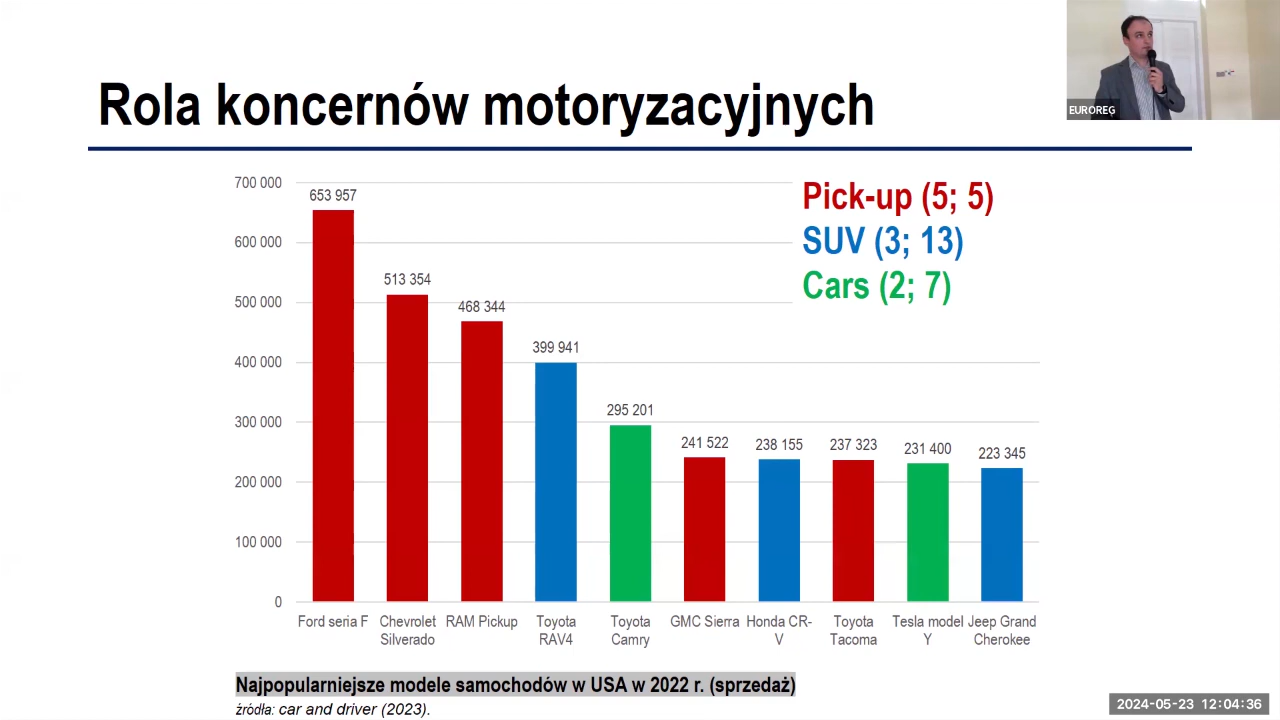 EUROREG
Rola koncernów motoryzacyjnych
Pick-up (5; 5)
SUV (3; 13)
Cars (2; 7)
700 000
600 000
500 000
400 000
300 000
200 000
100 000
0
653 957
513 354
468 344
399 941
295 201
241 522
238 155
237 323
231 400
223 345
Ford seria F
Chevrolet
Silverado
RAM Pickup
Toyota
RAV4
Toyota
Camry
GMC Sierra
Honda CR-
V
Toyota
Tacoma
Tesla model
Y
Jeep Grand
Cherokee
Najpopularniejsze modele samochodów w USA w 2022 r. (sprzedaż)
źródła: car and driver (2023).
2024-05-23 12:04:36